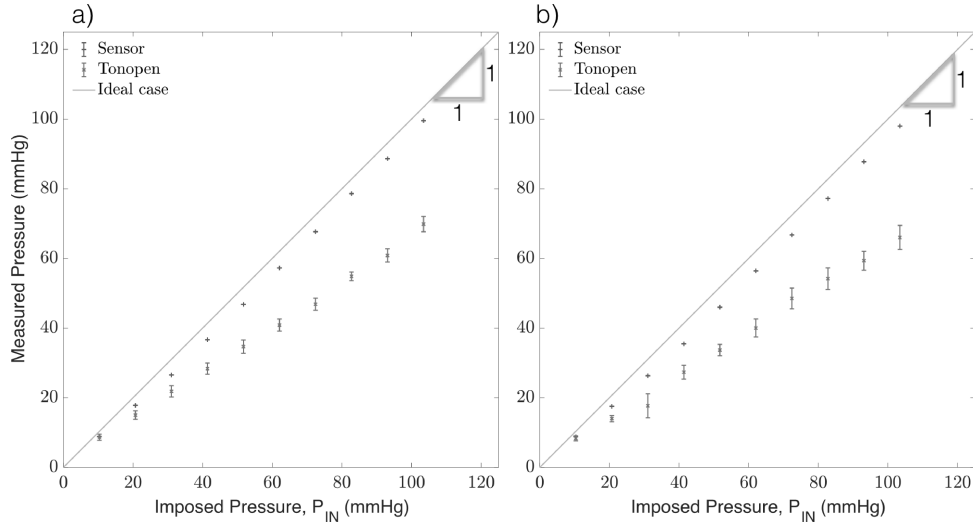 a)
120
100
80
60
40
20
0
Measured Pressure (mmHg)
Sensor
Tonopen
Ideal case
1
1
0 20 40 60 80 100 120
Imposed Pressure, P_IN (mmHg)
b)
120
100
80
60
40
20
0
Sensor
Tonopen
Ideal case
1
1
0 20 40 60 80 100 120
Imposed Pressure, P_IN (mmHg)